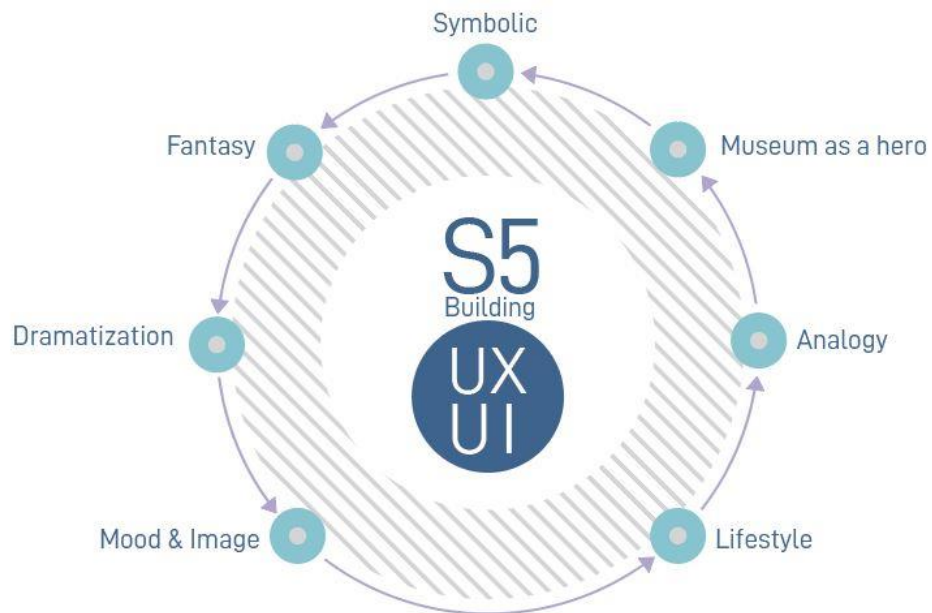 Symbolic
Fantasy
Museum as a hero
S5
Building
UX
UI
Dramatization
Analogy
Mood & Image
Lifestyle